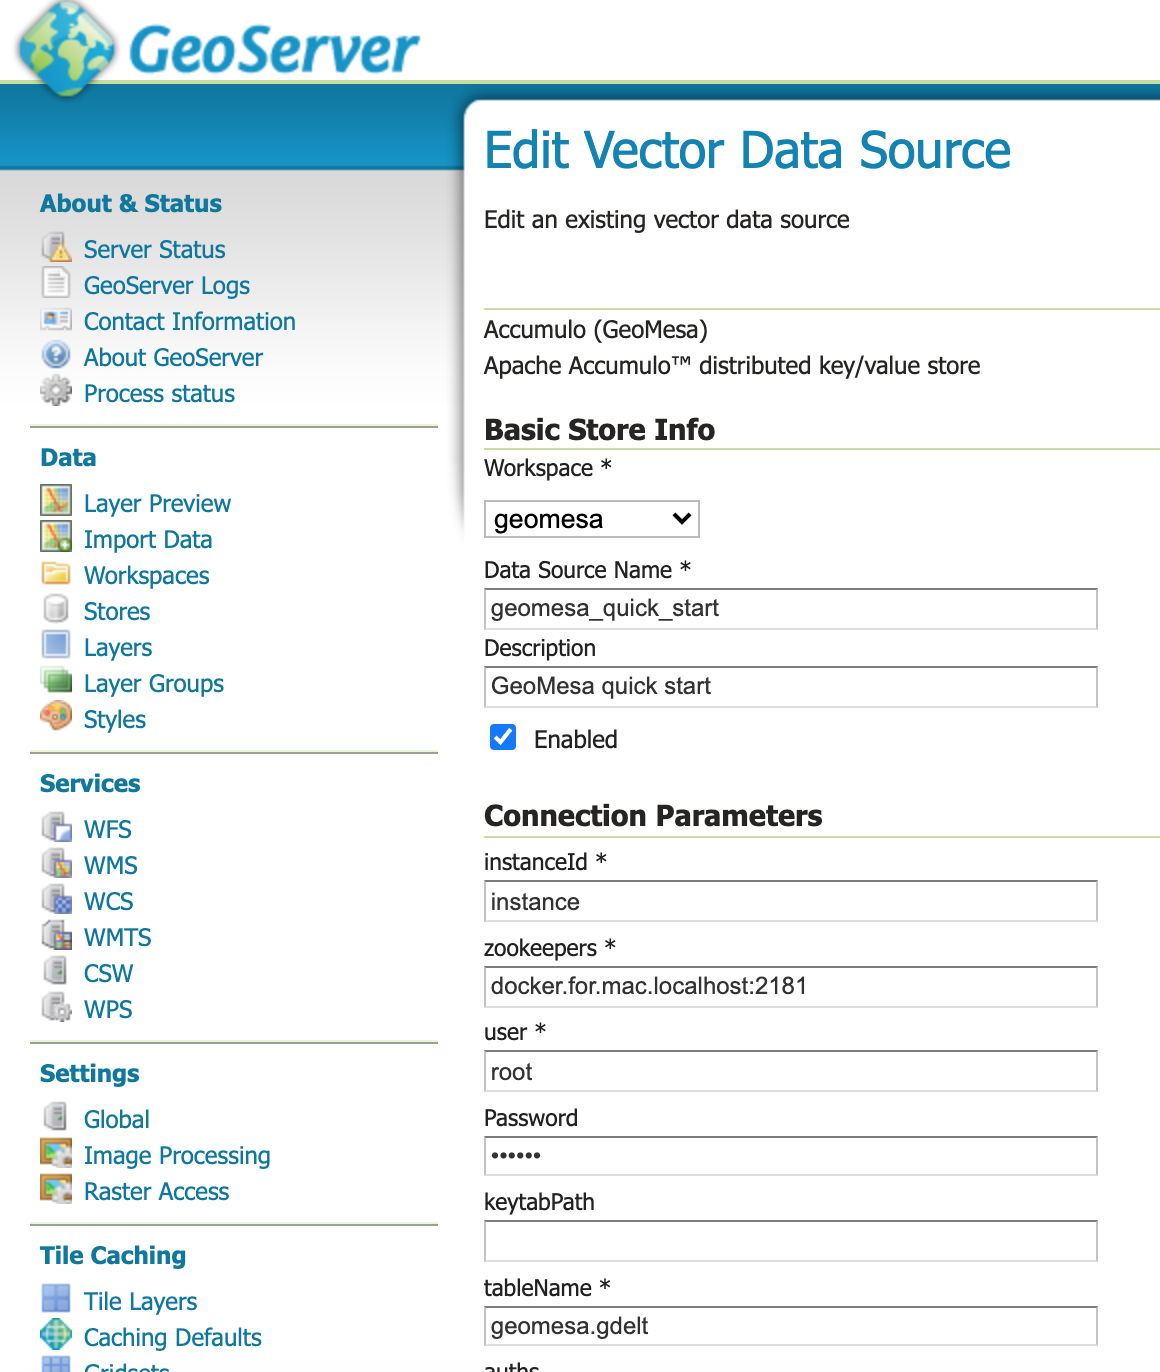 GeoServer
About & Status
Server Status
GeoServer Logs
Contact Information
About GeoServer
Process status
Data
Layer Preview
Import Data
Workspaces
Stores
Layers
Layer Groups
Styles
Services
WFS
WMS
WCS
WMTS
CSW
WPS
Settings
Global
Image Processing
Raster Access
Tile Caching
Tile Layers
Caching Defaults
Gridsets
Edit Vector Data Source
Edit an existing vector data source
Accumulo (GeoMesa)
Apache Accumulo™ distributed key/value store
Basic Store Info
Workspace *
geomesa
Data Source Name *
geomesa_quick_start
Description
GeoMesa quick start
Enabled
Connection Parameters
instanceId *
instance
zookeepers *
docker.for.mac.localhost:2181
user *
root
Password
••••••
keytabPath
tableName *
geomesa.gdelt
auths